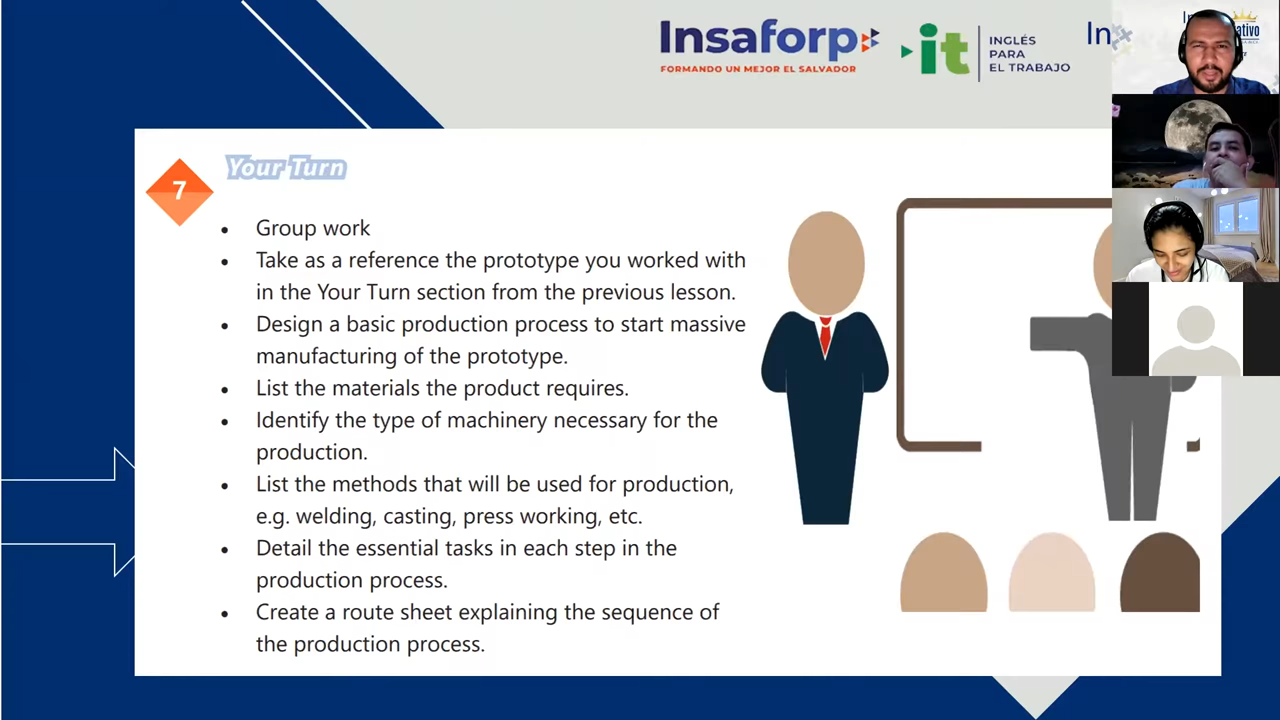 Insaforp
FORMANDO UN MEJOR EL SALVADOR
it
INGLÉS
PARA
EL TRABAJO
In
7
Your Turn
• Group work
• Take as a reference the prototype you worked with
in the Your Turn section from the previous lesson.
• Design a basic production process to start massive
manufacturing of the prototype.
• List the materials the product requires.
• Identify the type of machinery necessary for the
production.
• List the methods that will be used for production,
e.g. welding, casting, press working, etc.
• Detail the essential tasks in each step in the
production process.
• Create a route sheet explaining the sequence of
the production process.